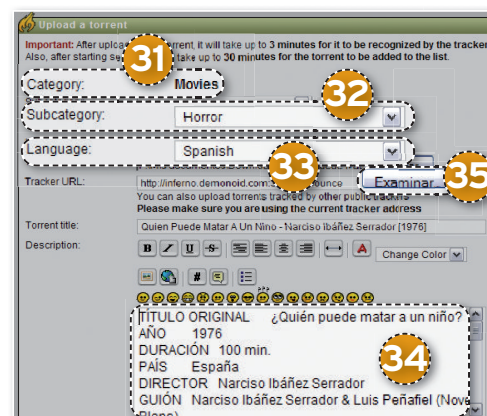 Upload a torrent
Important: After uploa rrent, it will take up to 3 minutes for it to be recognized by the tracker
Also, after starting se take up to 30 minutes for the torrent to be added to the list.
31
Category: Movies
32
Subcategory: Horror
Language: Spanish
33
35
Tracker URL: http://inferno.demonoid.com: ounce Examinar
You can also upload torrents tracked by other public
Please make sure you are using the current tracker address
Torrent title: Quien Puede Matar A Un Nino - Narciso Ibáñez Serrador [1976]
Description: B I U S A Change Color
#
TÍTULO ORIGINAL ¿Quién puede matar a un niño?
AÑO 1976
DURACIÓN 100 min.
34
PAÍS España
DIRECTOR Narciso Ibáñez Serrador
GUIÓN Narciso Ibáñez Serrador & Luis Peñafiel (Nove